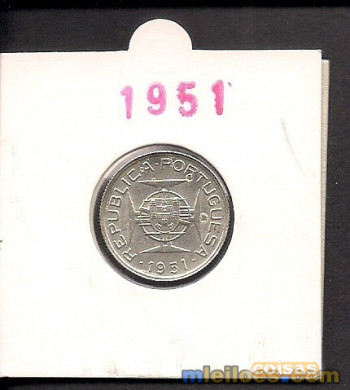 1951
REPUBLICA·PORTUGUESA
·1951·
coisas
mleiloes.com